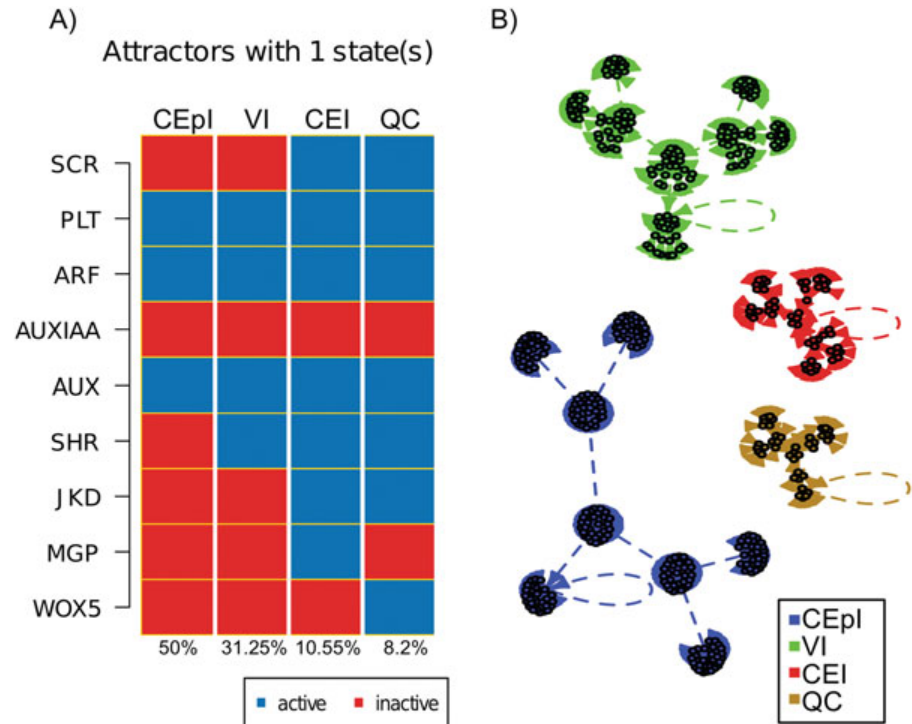 A)
Attractors with 1 state(s)
CEpI VI CEI QC
SCR
PLT
ARF
AUXIAA
AUX
SHR
JKD
MGP
WOX5
50% 31.25% 10.55% 8.2%
active inactive
B)
CEpI
VI
CEI
QC